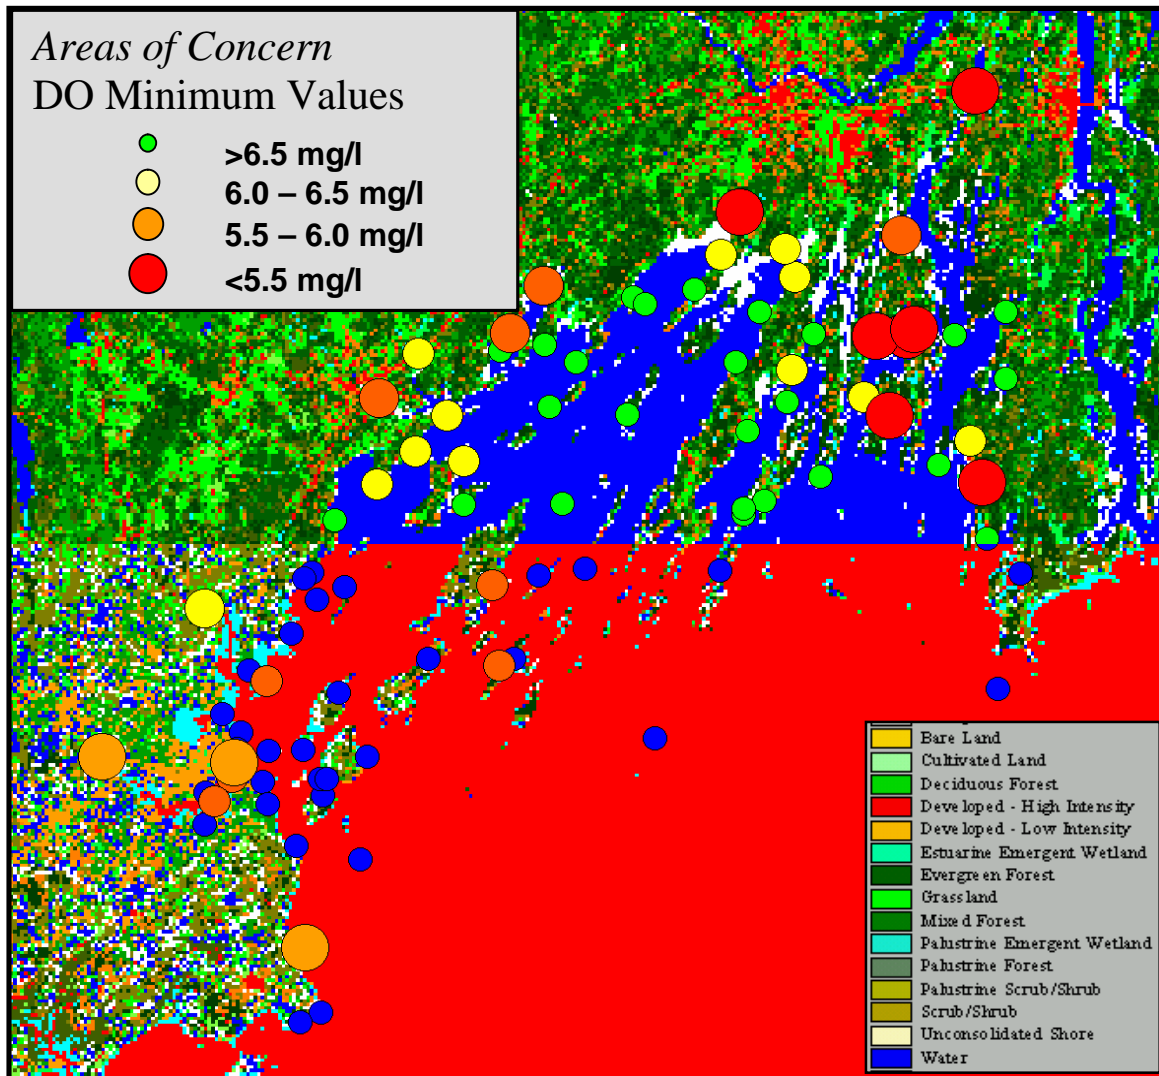 Areas of Concern
DO Minimum Values
>6.5 mg/l
6.0 – 6.5 mg/l
5.5 – 6.0 mg/l
<5.5 mg/l
Bare Land
Cultivated Land
Deciduous Forest
Developed - High Intensity
Developed - Low Intensity
Estuarine Emergent Wetland
Evergreen Forest
Grassland
Mixed Forest
Palustrine Emergent Wetland
Palustrine Forest
Palustrine Scrub/Shrub
Scrub/Shrub
Unconsolidated Shore
Water